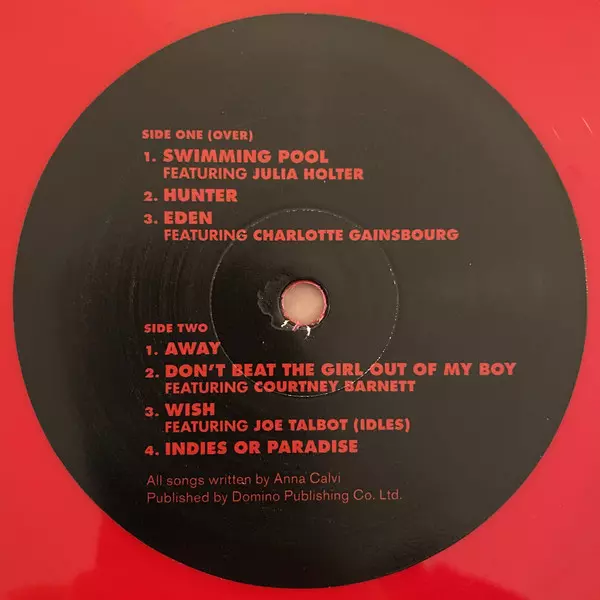 SIDE ONE (OVER)
1. SWIMMING POOL
FEATURING JULIA HOLTER
2. HUNTER
3. EDEN
FEATURING CHARLOTTE GAINSBOURG
SIDE TWO
1. AWAY
2. DON'T BEAT THE GIRL OUT OF MY BOY
FEATURING COURTNEY BARNETT
3. WISH
FEATURING JOE TALBOT (IDLES)
4. INDIES OR PARADISE
All songs written by Anna Calvi
Published by Domino Publishing Co. Ltd.